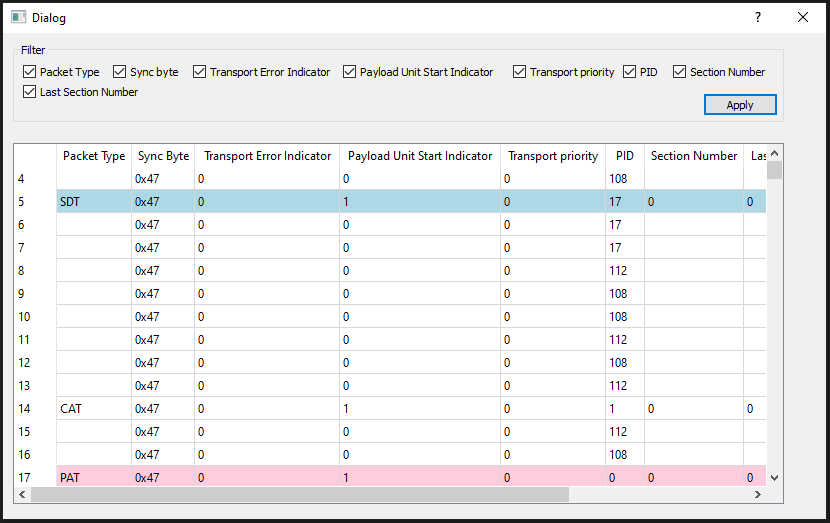 Dialog
Filter
Packet Type Sync byte Transport Error Indicator Payload Unit Start Indicator Transport priority PID Section Number
Last Section Number
Apply
Packet Type Sync Byte Transport Error Indicator Payload Unit Start Indicator Transport priority PID Section Number Las
4 0x47 0 0 0 108
5 SDT 0x47 0 1 0 17 0 0
6 0x47 0 0 0 17
7 0x47 0 0 0 17
8 0x47 0 0 0 112
9 0x47 0 0 0 108
10 0x47 0 0 0 108
11 0x47 0 0 0 112
12 0x47 0 0 0 108
13 0x47 0 0 0 112
14 CAT 0x47 0 1 0 1 0 0
15 0x47 0 0 0 112
16 0x47 0 0 0 108
17 PAT 0x47 0 1 0 0 0 0